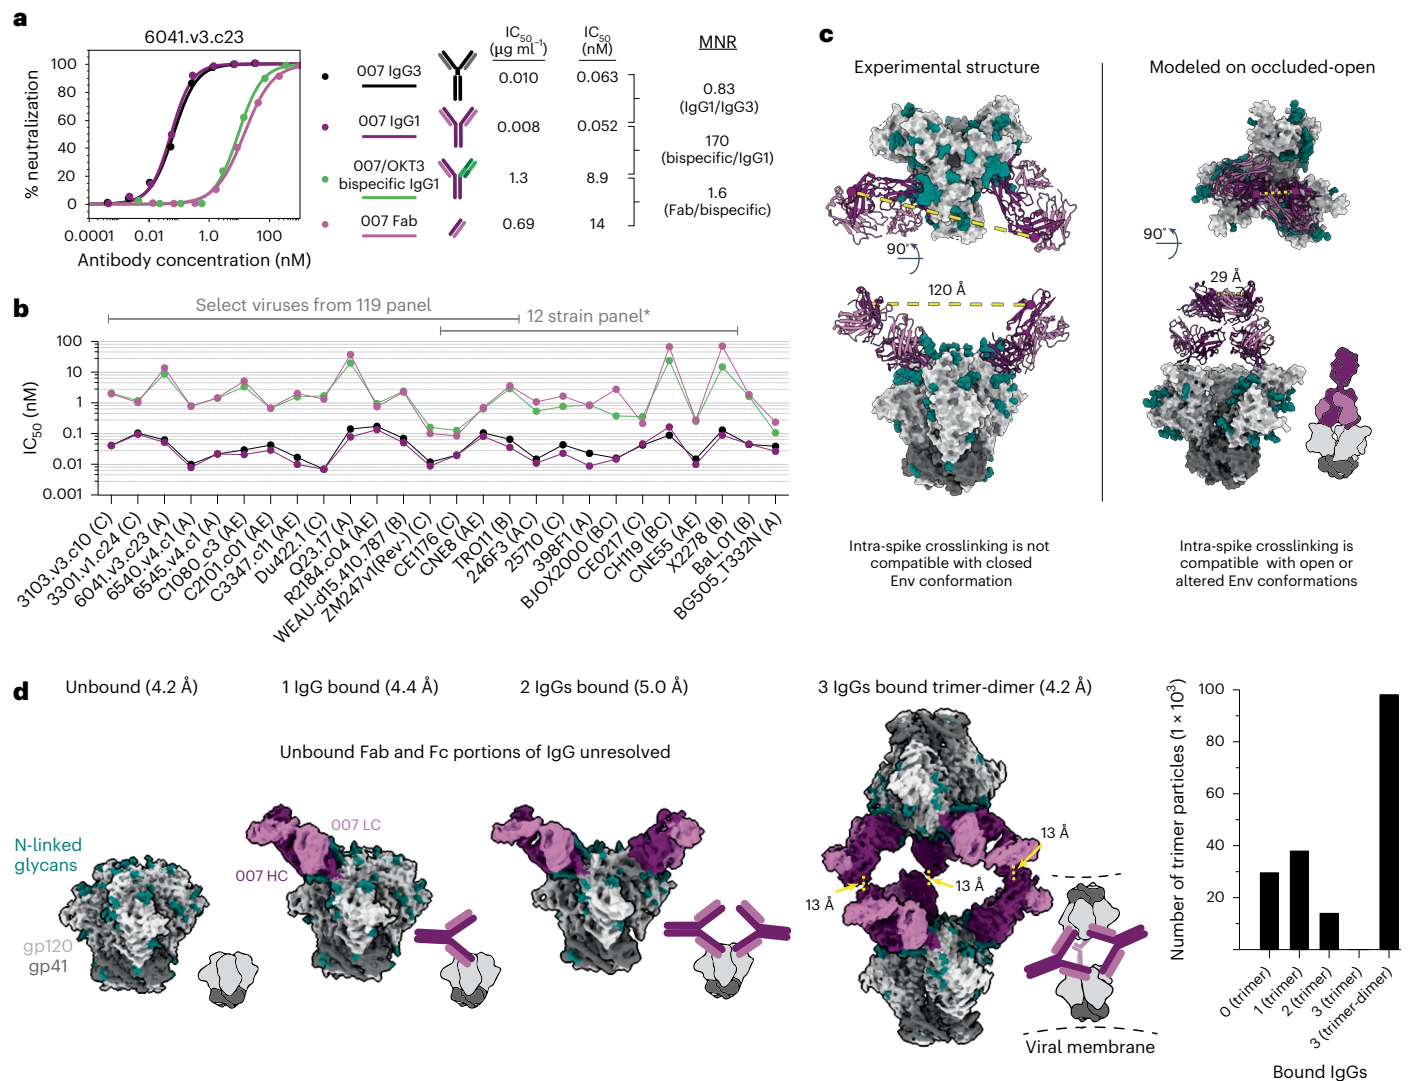 a
6041.v3.c23
% neutralization
100
80
60
40
20
0
0.0001
0.01
1.0
100
Antibody concentration (nM)
IC50 (µg ml−1)
IC50 (nM)
MNR
007 IgG3
0.010
0.063
007 IgG1
0.008
0.052
007/OKT3
bispecific IgG1
1.3
8.9
007 Fab
0.69
14
0.83
(IgG1/IgG3)
170
(bispecific/IgG1)
1.6
(Fab/bispecific)
b
Select viruses from 119 panel
12 strain panel*
IC50 (nM)
100
10
1
0.1
0.01
0.001
3103.v3.c10 (C)
3301.v1.c24 (C)
6041.v3.c23 (A)
6540.v4.c1 (A)
6545.v4.c1 (A)
C1080_c3 (AE)
C2101.c01 (AE)
C3347.c11 (AE)
Du422.1 (C)
Q23.17 (A)
R2184.c04 (AE)
WEAU-d15.410.787 (B)
ZM247v1(Rev-) (C)
CE1176 (C)
CNE8 (AE)
TRO11 (B)
246F3 (AC)
25710 (C)
398F1 (A)
BJOX2000 (BC)
CEO217 (C)
CH119 (BC)
CNE55 (AE)
X2278 (B)
BaL.01 (B)
BG505_T332N (A)
c
Experimental structure
Modeled on occluded-open
90°
90°
120 Å
29 Å
Intra-spike crosslinking is not
compatible with closed
Env conformation
Intra-spike crosslinking is
compatible with open or
altered Env conformations
d
Unbound (4.2 Å)
1 IgG bound (4.4 Å)
2 IgGs bound (5.0 Å)
3 IgGs bound trimer-dimer (4.2 Å)
Unbound Fab and Fc portions of IgG unresolved
N-linked
glycans
007 LC
007 HC
gp120
gp41
13 Å
13 Å
13 Å
Viral membrane
Number of trimer particles (1 × 10³)
100
80
60
40
20
0 (trimer)
1 (trimer)
2 (trimer)
3 (trimer)
3 (trimer-dimer)
Bound IgGs